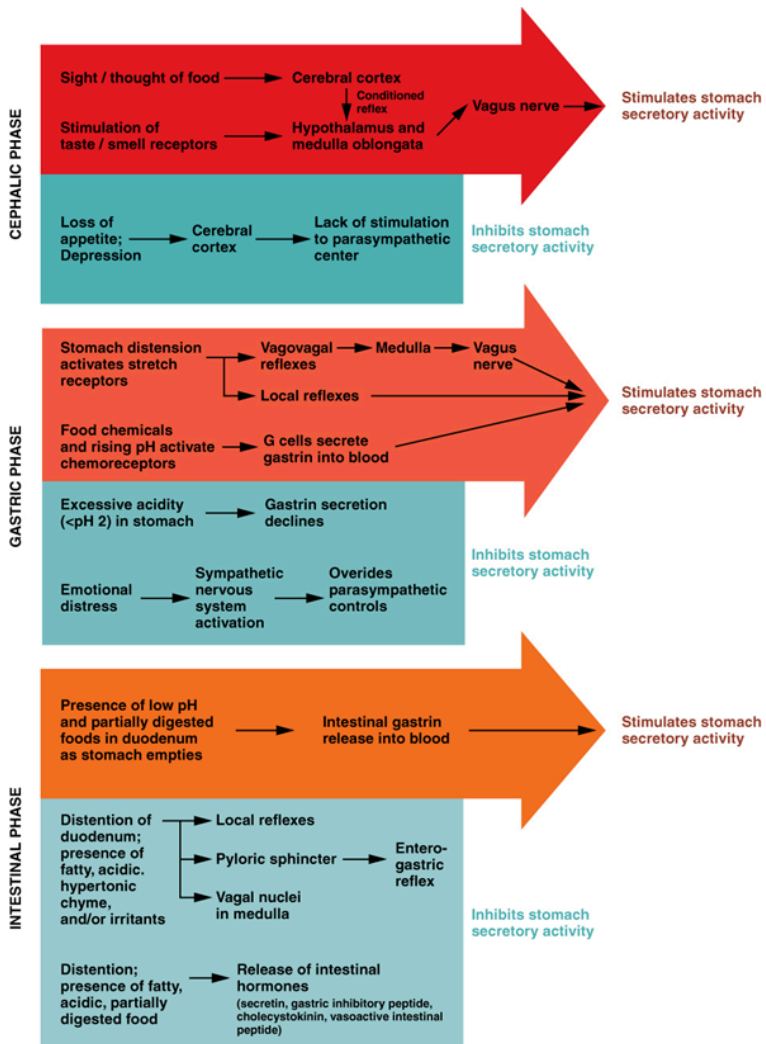 CEPHALIC PHASE
Sight / thought of food
Cerebral cortex
Conditioned
reflex
Stimulation of
taste / smell receptors
Hypothalamus and
medulla oblongata
Vagus nerve
Stimulates stomach
secretory activity
Loss of
appetite;
Depression
Cerebral
cortex
Lack of stimulation
to parasympathetic
center
Inhibits stomach
secretory activity
GASTRIC PHASE
Stomach distension
activates stretch
receptors
Vagovagal
reflexes
Medulla
Vagus
nerve
Local reflexes
Food chemicals
and rising pH activate
chemoreceptors
G cells secrete
gastrin into blood
Stimulates stomach
secretory activity
Excessive acidity
(<pH 2) in stomach
Gastrin secretion
declines
Emotional
distress
Sympathetic
nervous
system
activation
Overides
parasympathetic
controls
Inhibits stomach
secretory activity
INTESTINAL PHASE
Presence of low pH
and partially digested
foods in duodenum
as stomach empties
Intestinal gastrin
release into blood
Stimulates stomach
secretory activity
Distention of
duodenum;
presence of
fatty, acidic.
hypertonic
chyme,
and/or irritants
Local reflexes
Pyloric sphincter
Vagal nuclei
in medulla
Entero-
gastric
reflex
Inhibits stomach
secretory activity
Distention;
presence of fatty,
acidic, partially
digested food
Release of intestinal
hormones
(secretin, gastric inhibitory peptide,
cholecystokinin, vasoactive intestinal
peptide)